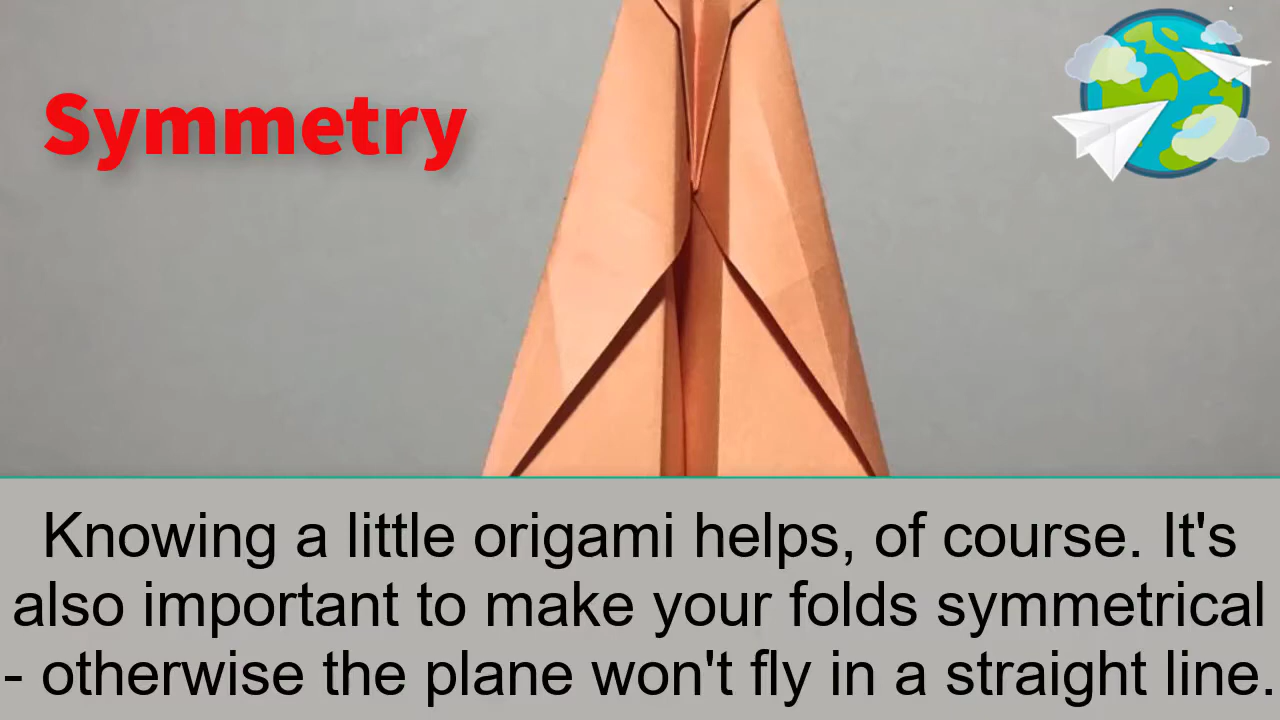 Symmetry
Knowing a little origami helps, of course. It's
also important to make your folds symmetrical
- otherwise the plane won't fly in a straight line.